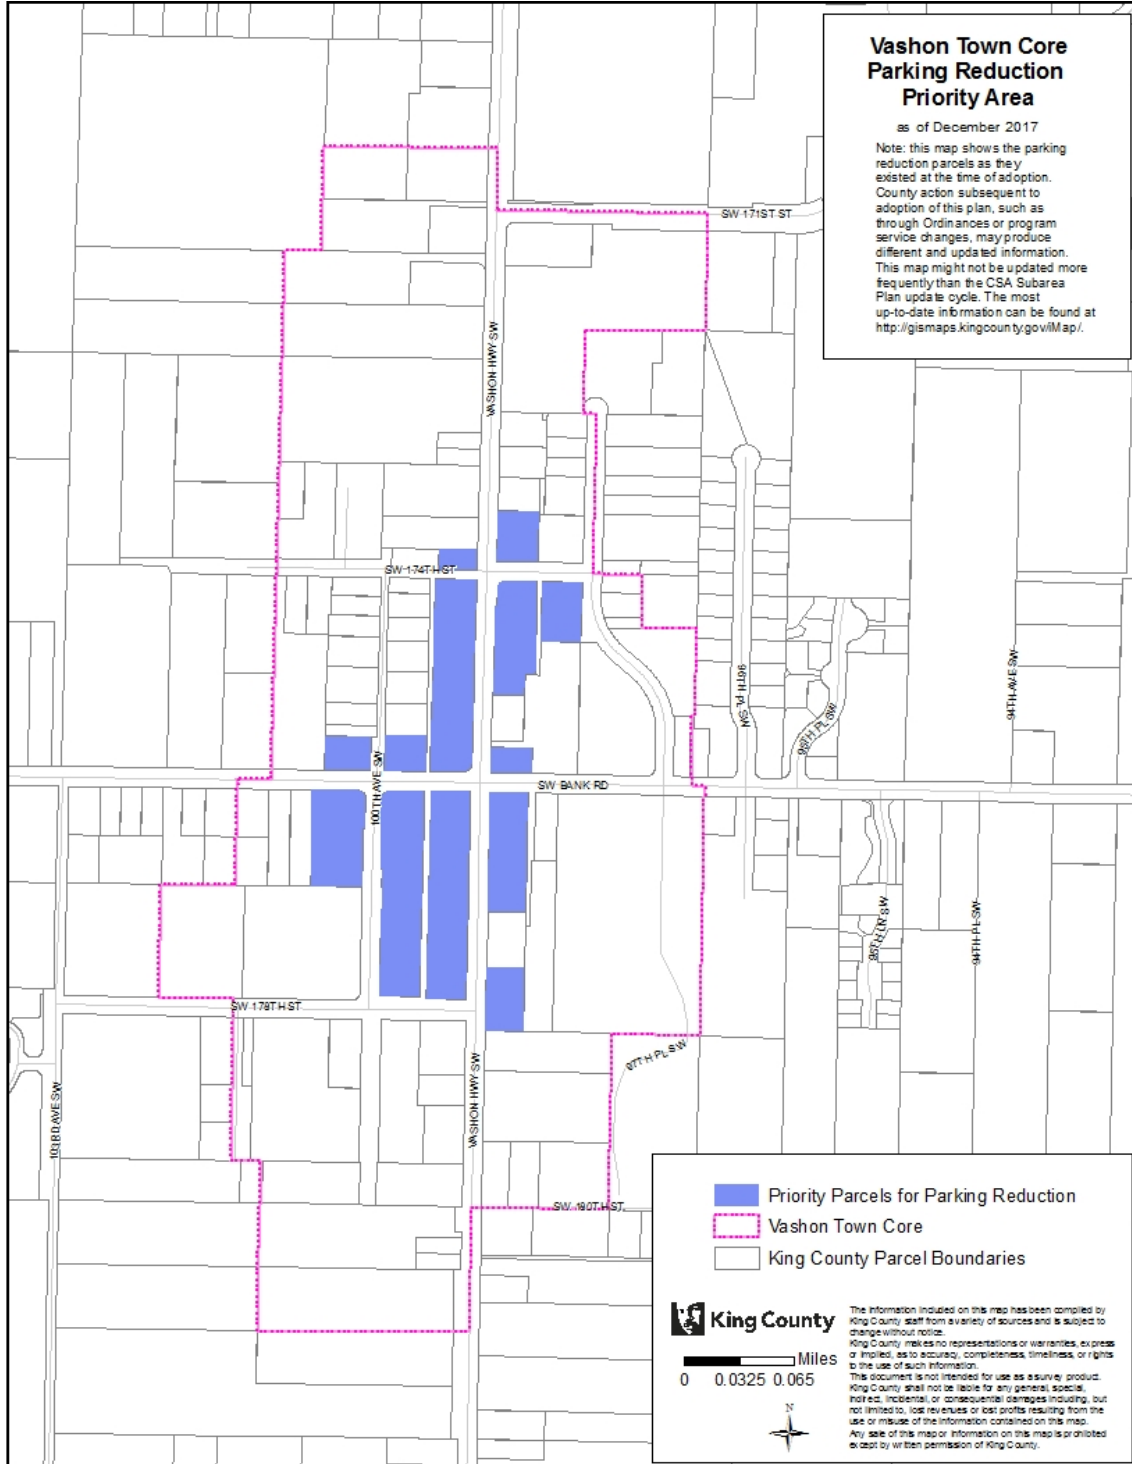 Vashon Town Core
Parking Reduction
Priority Area
as of December 2017
Note: this map shows the parking
reduction parcels as they
existed at the time of adoption.
County action subsequent to
adoption of this plan, such as
through Ordinances or program
service changes, may produce
different and updated information.
This map might not be updated more
frequently than the CSA Subarea
Plan update cycle. The most
up-to-date information can be found at
http://gismaps.kingcounty.gov/iMap/.
SW 171ST ST
VASHON HWY SW
SW 174TH ST
96TH PL SW
94TH AVE SW
95TH PL SW
100TH AVE SW
SW BANK RD
95TH LN SW
94TH PL SW
SW 178TH ST
97TH PL SW
VASHON HWY SW
103RD AVE SW
SW 180TH ST
Priority Parcels for Parking Reduction
Vashon Town Core
King County Parcel Boundaries
King County
Miles
0 0.0325 0.065
N
The information included on this map has been compiled by
King County staff from a variety of sources and is subject to
change without notice.
King County makes no representations or warranties, express
or implied, as to accuracy, completeness, timeliness, or rights
to the use of such information.
This document is not intended for use as a survey product.
King County shall not be liable for any general, special,
indirect, incidental, or consequential damages including, but
not limited to, lost revenues or lost profits resulting from the
use or misuse of the information contained on this map.
Any sale of this map or information on this map is prohibited
except by written permission of King County.